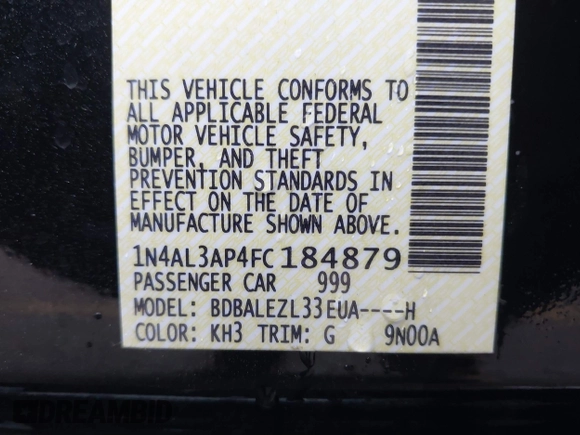 THIS VEHICLE CONFORMS TO
ALL APPLICABLE FEDERAL
MOTOR VEHICLE SAFETY,
BUMPER, AND THEFT
PREVENTION STANDARDS IN
EFFECT ON THE DATE OF
MANUFACTURE SHOWN ABOVE.
1N4AL3AP4FC184879
PASSENGER CAR 999
MODEL: BDBALEZL33EUA----H
COLOR: KH3 TRIM: G 9N00A
DREAMBID